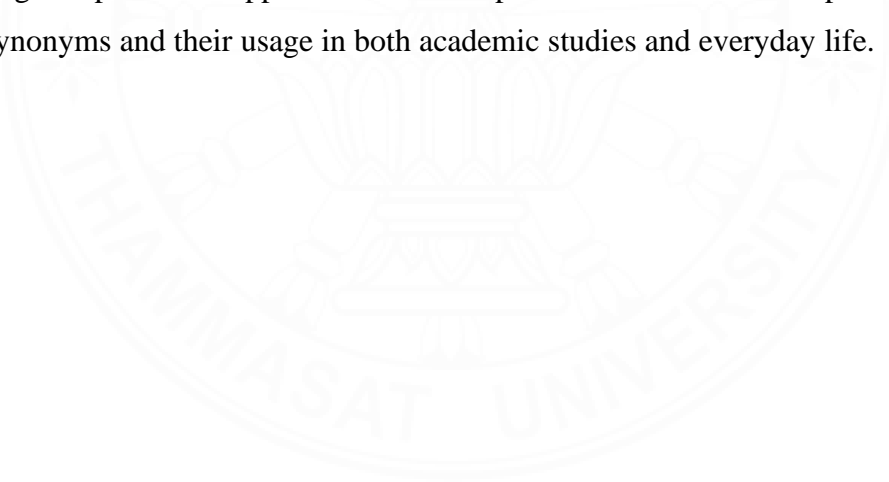 ynonyms and their usage in both academic studies and everyday life.
THAMMASAT UNIVERSITY